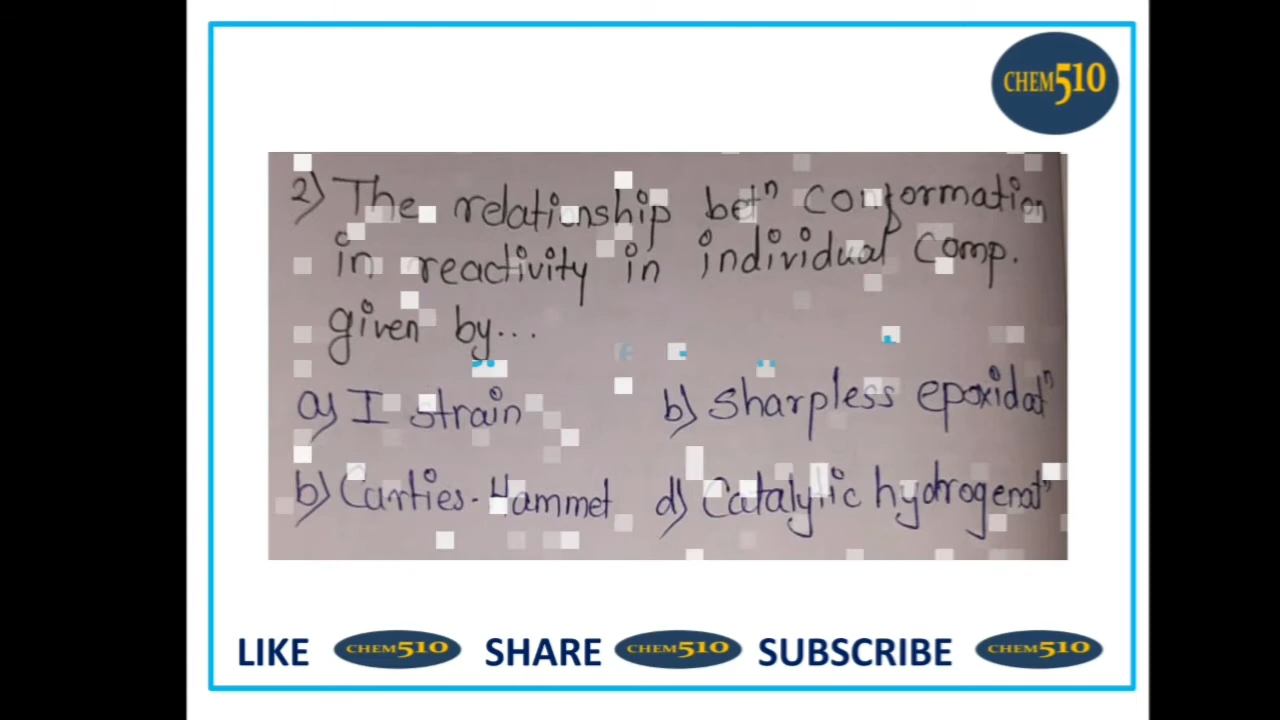 CHEM510
2) The relationship betn conformation
in reactivity in individual comp.
given by...
a) I strain b) Sharpless epoxidatn
b) Curties-Hammet d) Catalytic hydrogenatn
LIKE CHEM510 SHARE CHEM510 SUBSCRIBE CHEM510